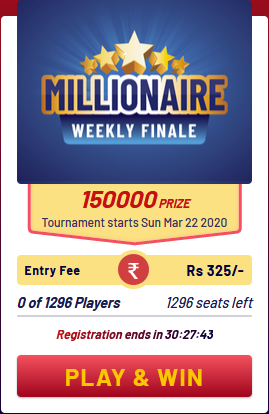 MILLIONAIRE
WEEKLY FINALE
150000 PRIZE
Tournament starts Sun Mar 22 2020
Entry Fee ₹ Rs 325/-
0 of 1296 Players 1296 seats left
Registration ends in 30:27:43
PLAY & WIN